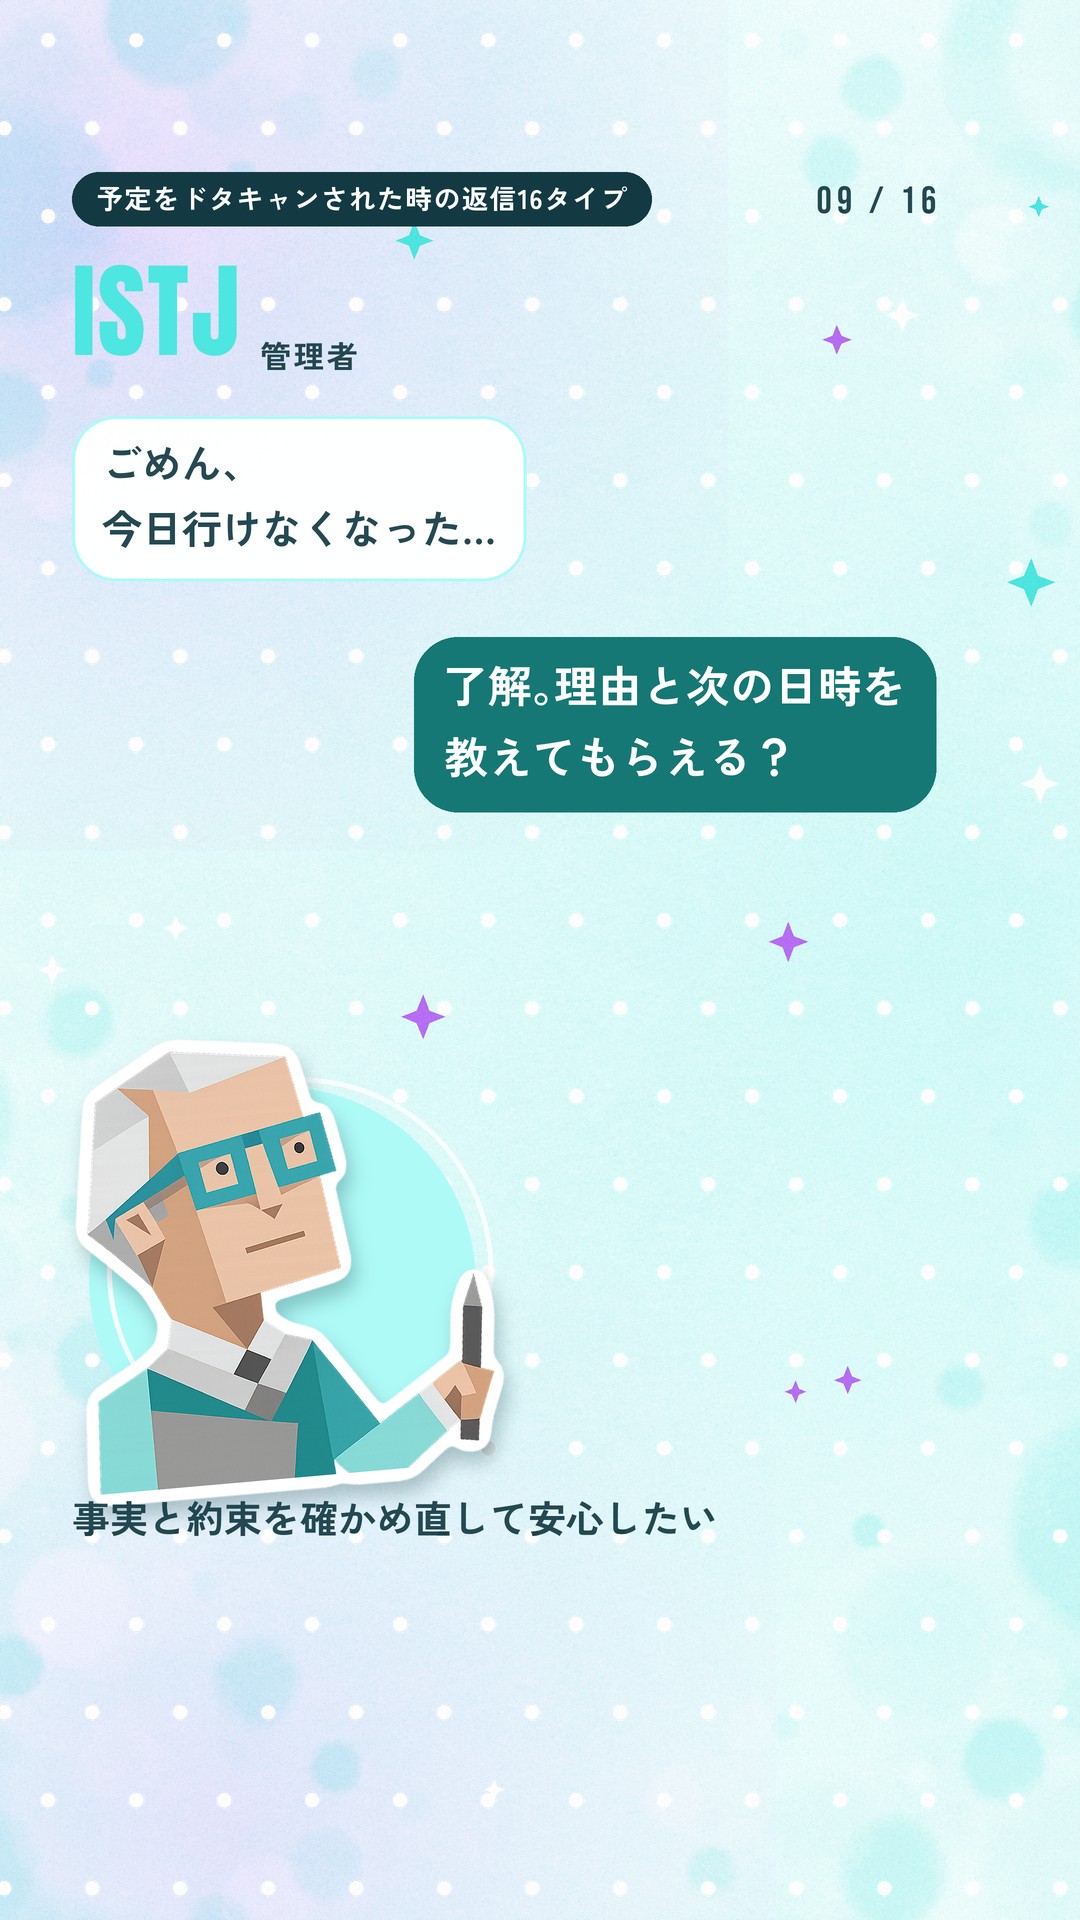 予定をドタキャンされた時の返信16タイプ
09 / 16
ISTJ
管理者
ごめん、
今日行けなくなった...
了解。理由と次の日時を
教えてもらえる？
事実と約束を確かめ直して安心したい